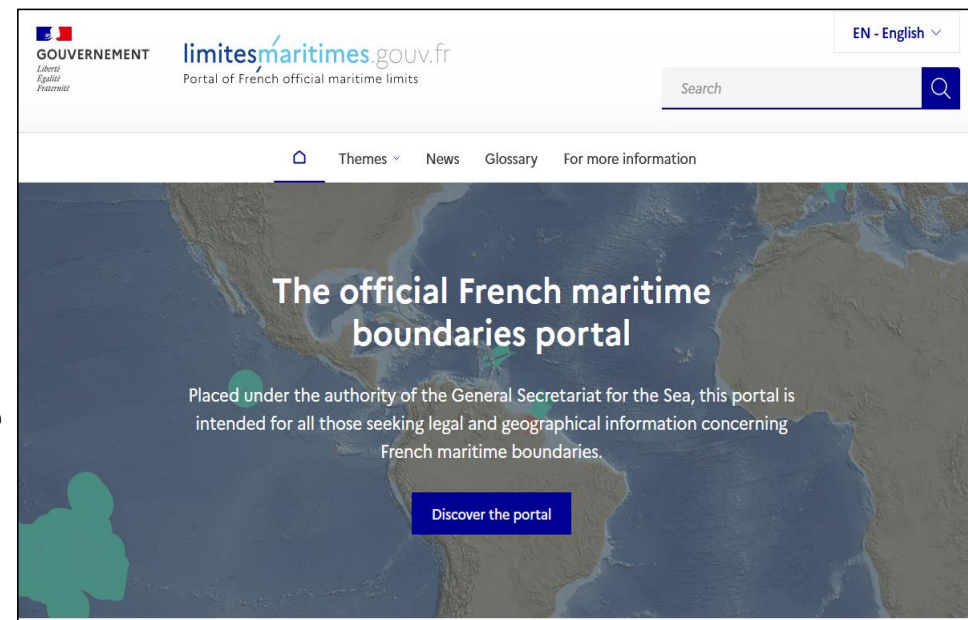 EN - English
GOUVERNEMENT
Liberté
Égalité
Fraternité
limitesmaritimes.gouv.fr
Portal of French official maritime limits
Search
Themes
News
Glossary
For more information
The official French maritime
boundaries portal
Placed under the authority of the General Secretariat for the Sea, this portal is
intended for all those seeking legal and geographical information concerning
French maritime boundaries.
Discover the portal